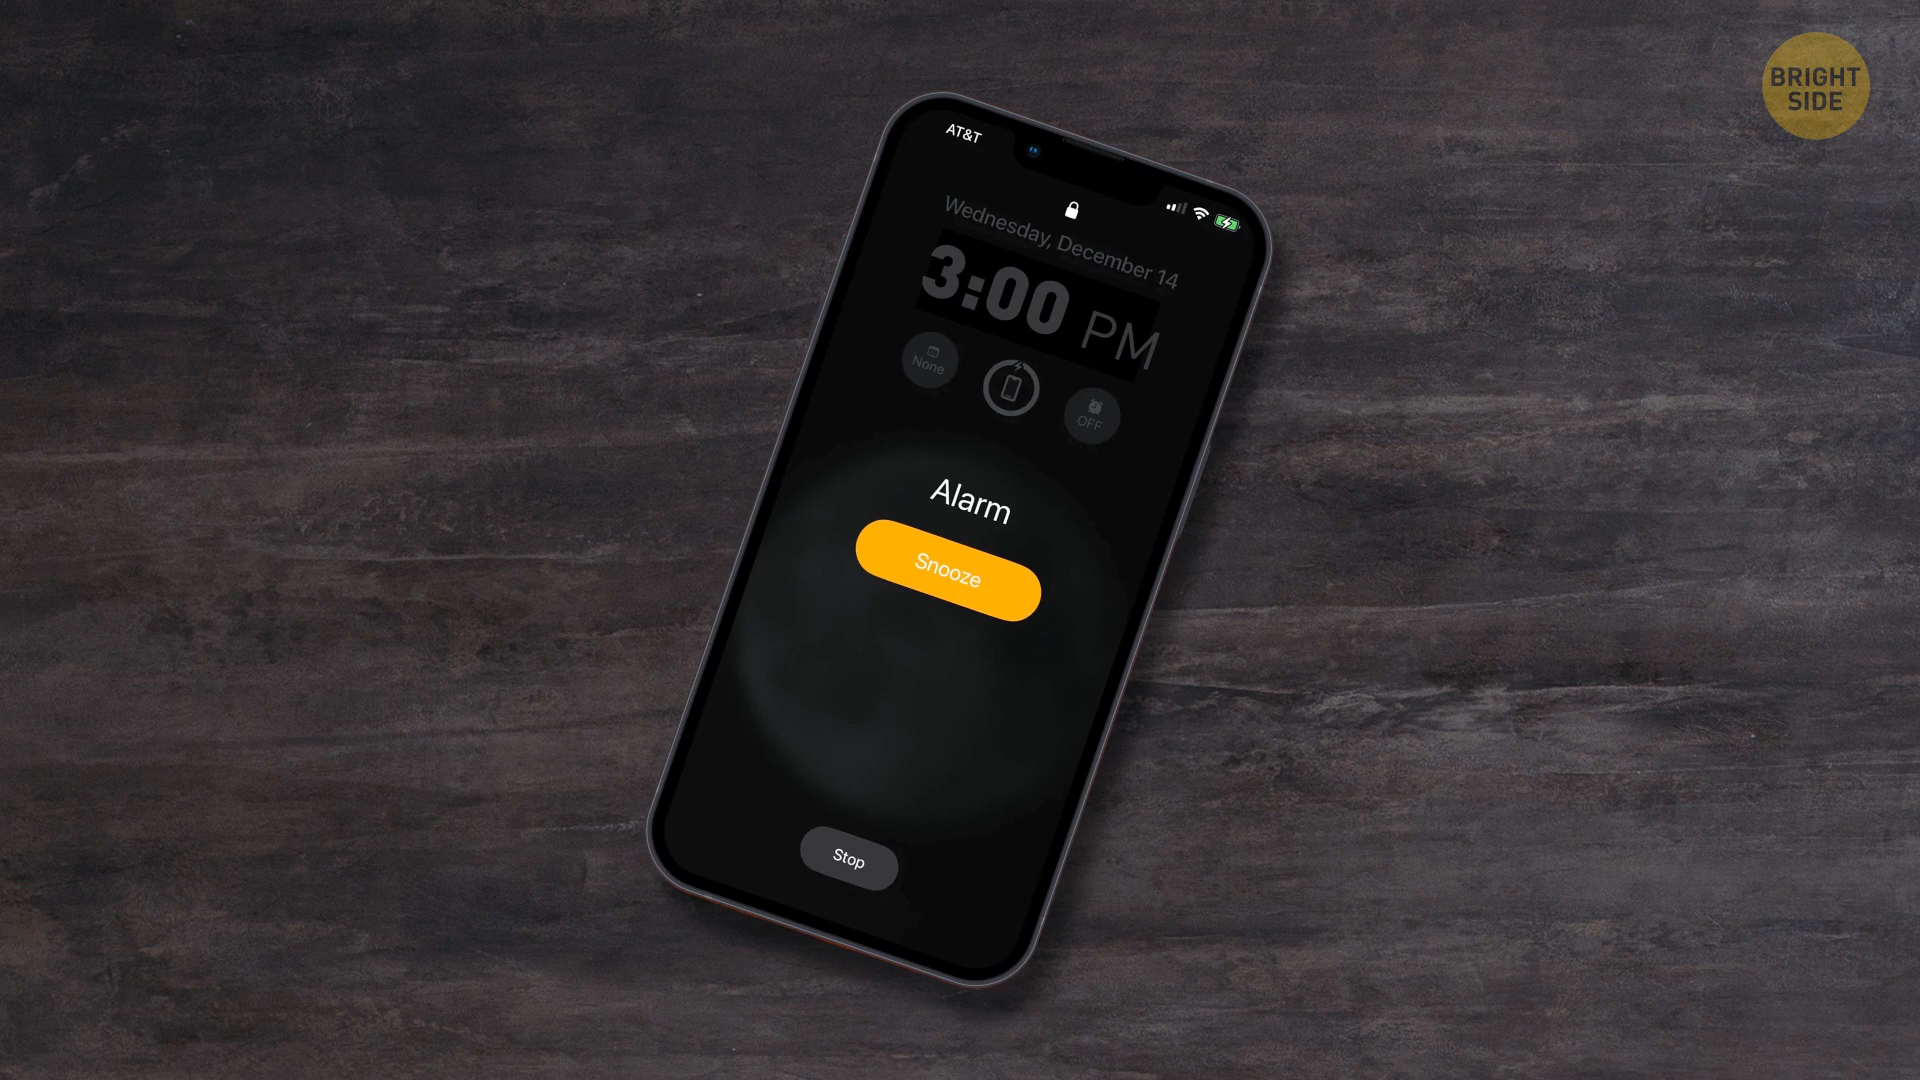 BRIGHT
SIDE
AT&T
Wednesday, December 14
3:00 PM
None
OFF
Alarm
Snooze
Stop